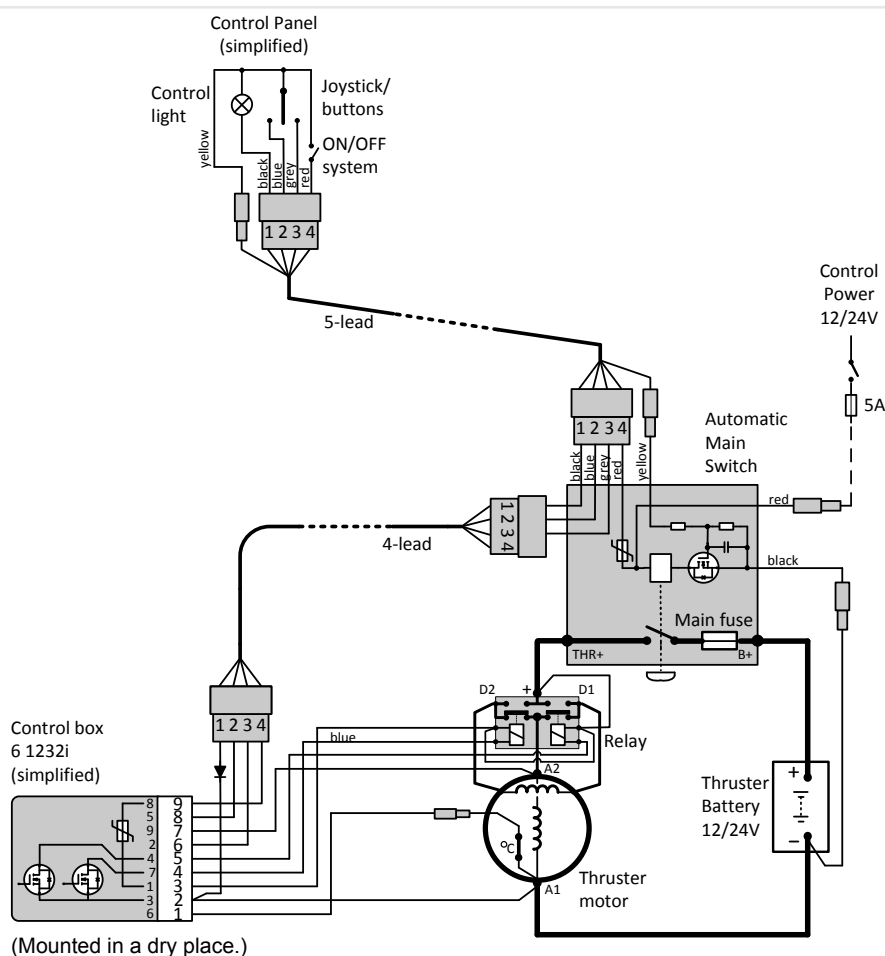 Control Panel
(simplified)
Control
light
Joystick/
buttons
ON/OFF
system
yellow
black
blue
grey
red
1 2 3 4
5-lead
Control
Power
12/24V
5A
1 2 3 4
Automatic
Main
Switch
black
blue
grey
red
yellow
red
1 2 3 4
4-lead
black
Main fuse
THR+
B+
D2
+
D1
Relay
blue
1 2 3 4
Control box
6 1232i
(simplified)
A2
Thruster
Battery
12/24V
+
−
8 9
5 8
9 7
2 6
4 5
7 4
1 3
3 2
6 1
°C
A1
Thruster
motor
(Mounted in a dry place.)